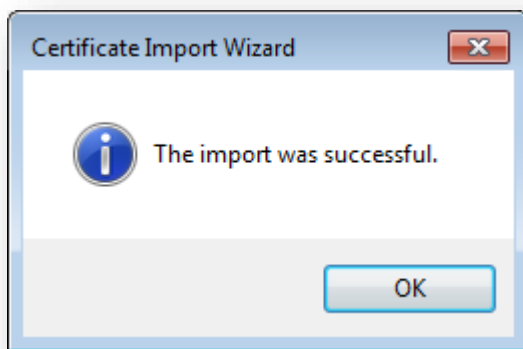 Certificate Import Wizard
The import was successful.
OK